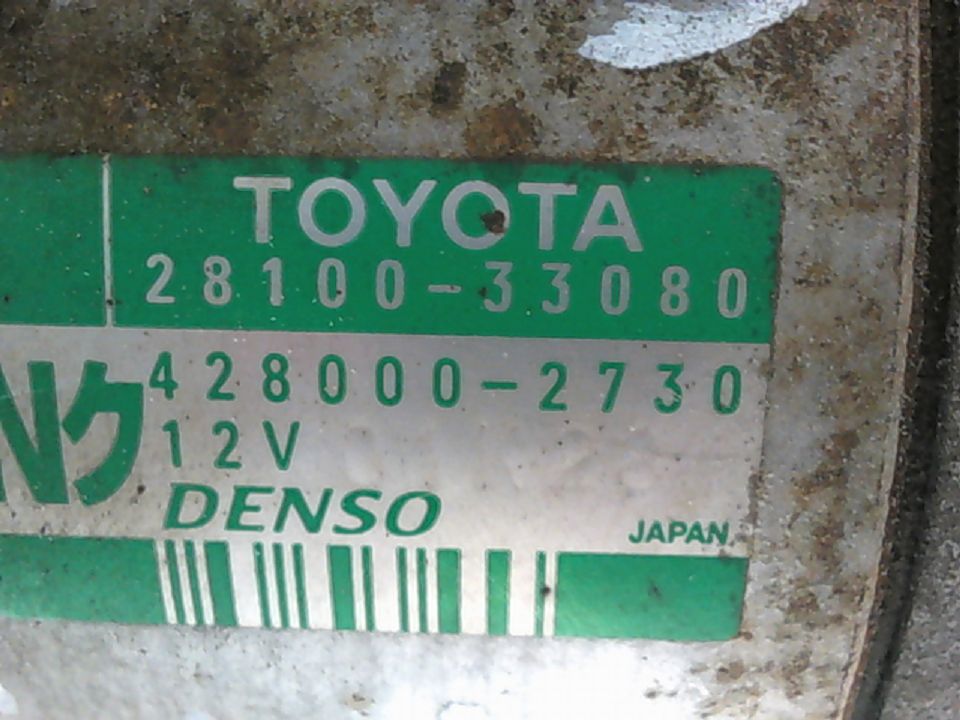 TOYOTA
28100-33080
428000-2730
12V
DENSO
JAPAN